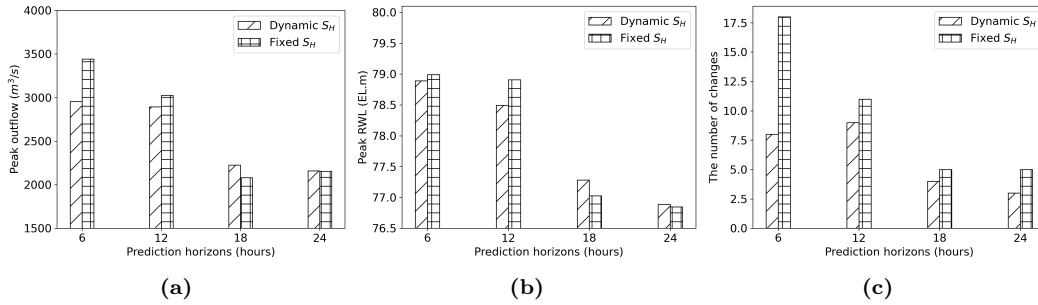 4000
3500
3000
2500
2000
1500
Peak outflow (m³/s)
Dynamic S_H
Fixed S_H
6 12 18 24
Prediction horizons (hours)
(a)
80.0
79.5
79.0
78.5
78.0
77.5
77.0
76.5
Peak RWL (EL.m)
Dynamic S_H
Fixed S_H
6 12 18 24
Prediction horizons (hours)
(b)
17.5
15.0
12.5
10.0
7.5
5.0
2.5
0.0
The number of changes
Dynamic S_H
Fixed S_H
6 12 18 24
Prediction horizons (hours)
(c)